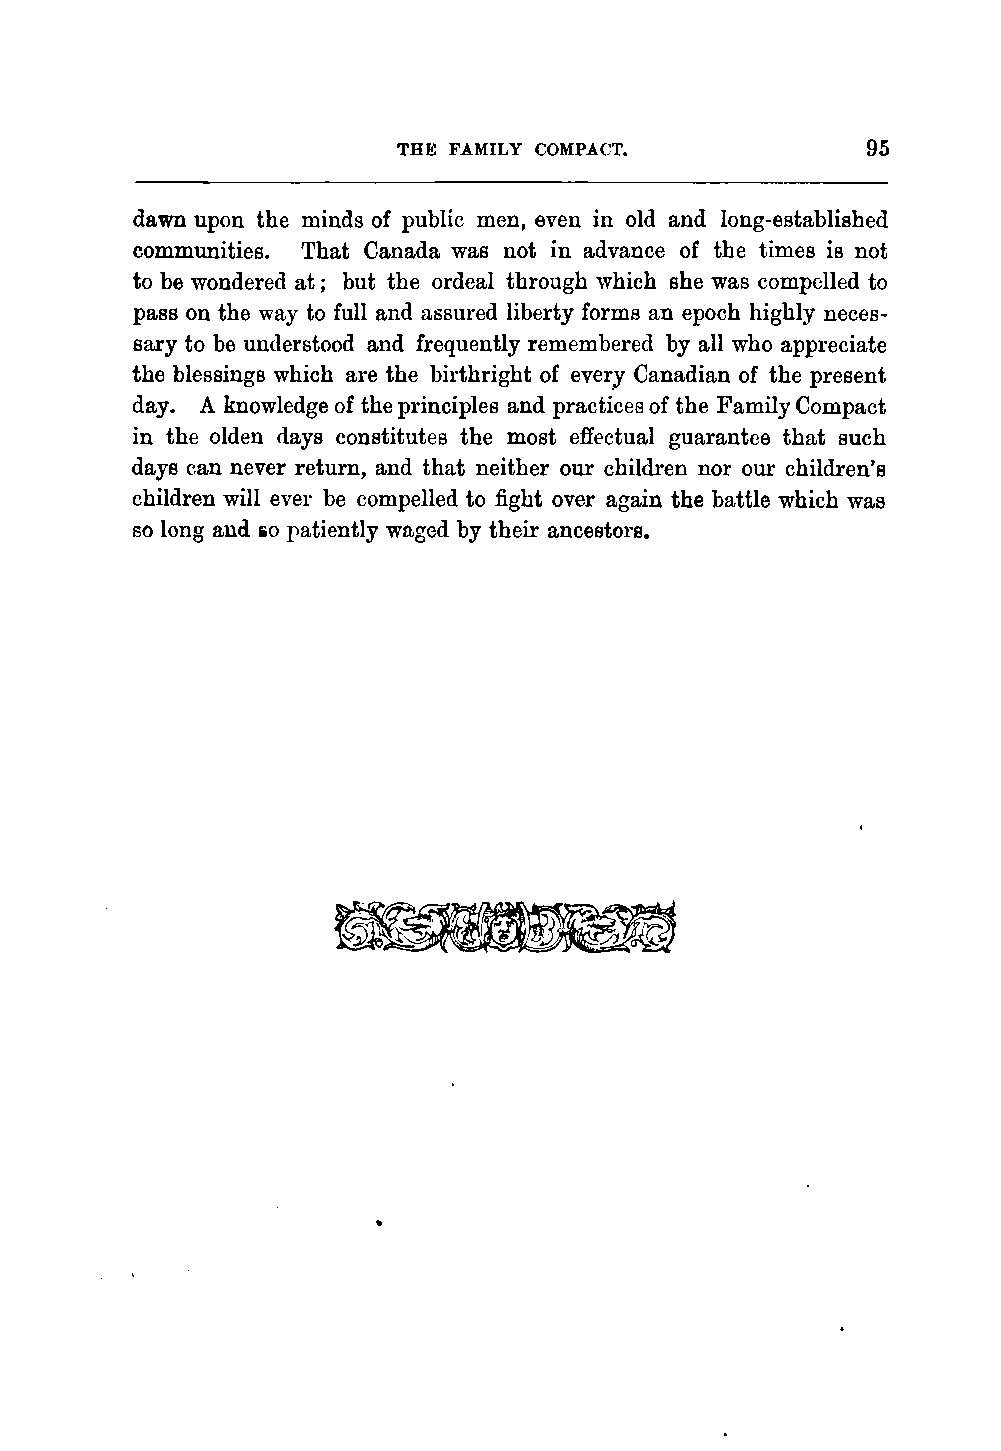 THE FAMILY COMPACT. 95
dawn upon the minds of public men, even in old and long-established
communities. That Canada was not in advance of the times is not
to be wondered at; but the ordeal through which she was compelled to
pass on the way to full and assured liberty forms an epoch highly neces-
sary to be understood and frequently remembered by all who appreciate
the blessings which are the birthright of every Canadian of the present
day. A knowledge of the principles and practices of the Family Compact
in the olden days constitutes the most effectual guarantee that such
days can never return, and that neither our children nor our children's
children will ever be compelled to fight over again the battle which was
so long and so patiently waged by their ancestors.